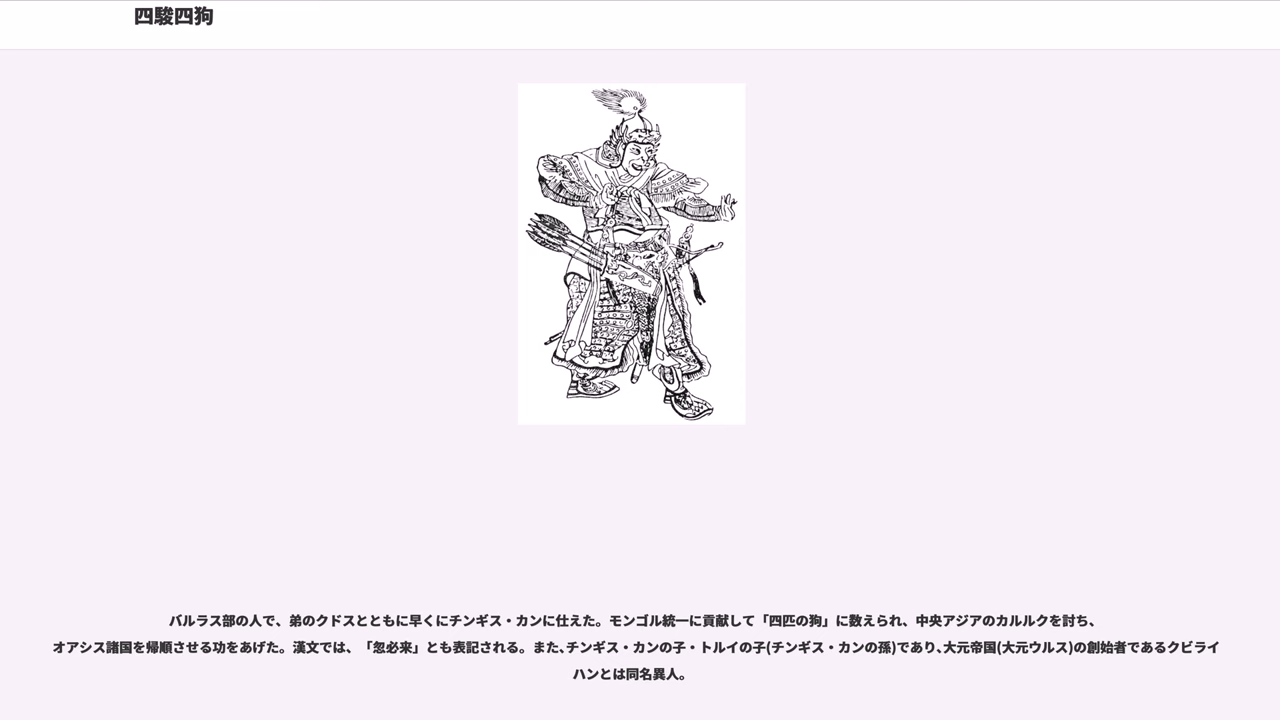 四駿四狗
バルラス部の人で、弟のクドスとともに早くにチンギス・カンに仕えた。モンゴル統一に貢献して「四匹の狗」に数えられ、中央アジアのカルルクを討ち、
オアシス諸国を帰順させる功をあげた。漢文では、「忽必来」とも表記される。また､チンギス・カンの子・トルイの子(チンギス・カンの孫)であり､大元帝国(大元ウルス)の創始者であるクビライ
ハンとは同名異人。